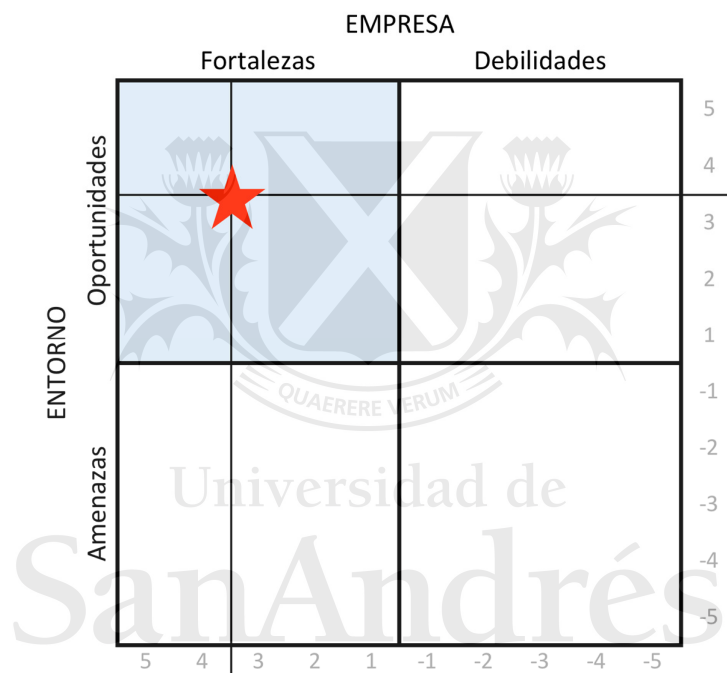 EMPRESA
Fortalezas
Debilidades
ENTORNO
Oportunidades
Amenazas
5
4
3
2
1
-1
-2
-3
-4
-5
5 4 3 2 1 -1 -2 -3 -4 -5
QUAERERE VERUM
Universidad de
SanAndrés